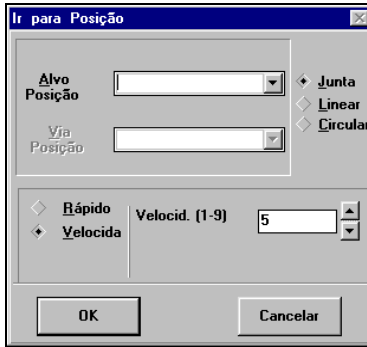 Ir para Posição
Alvo
Posição
Junta
Linear
Circular
Via
Posição
Rápido
Velocida
Velocid. (1-9)
5
OK
Cancelar